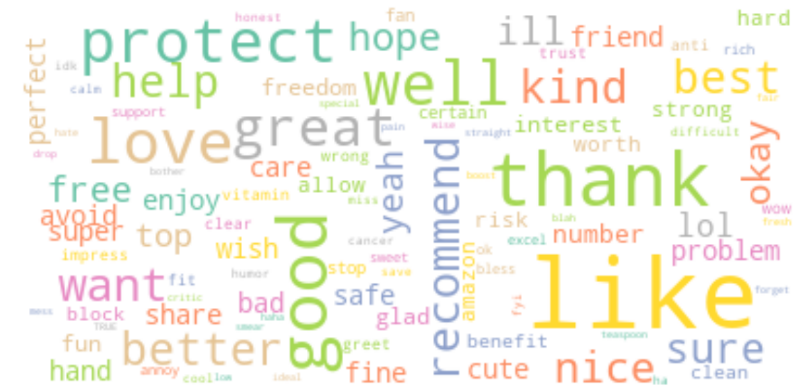 honest
fan
hard
protect
hope
ill
friend
anti
rich
trust
perfect
idk
calm
help
freedom
special
well
kind
best
fair
support
hate
drop
love
great
pain
wise
certain
straight
interest
strong
difficult
worth
okay
bother
care
wrong
allow
miss
yeah
recommend
boost
thank
free
enjoy
vitamin
avoid
super
top
clear
wish
impress
good
cancer
sweet
stop
save
risk
blah
excel
number
lol
wow
fresh
problem
ok
bless
amazon
fyi
like
forget
want
fit
critic
humor
bad
safe
glad
mess
block
share
haha
smear
TRUE
fun
better
greet
benefit
teaspoon
sure
hand
annoy
cool
low
ideal
fine
cute
nice
ha
clean